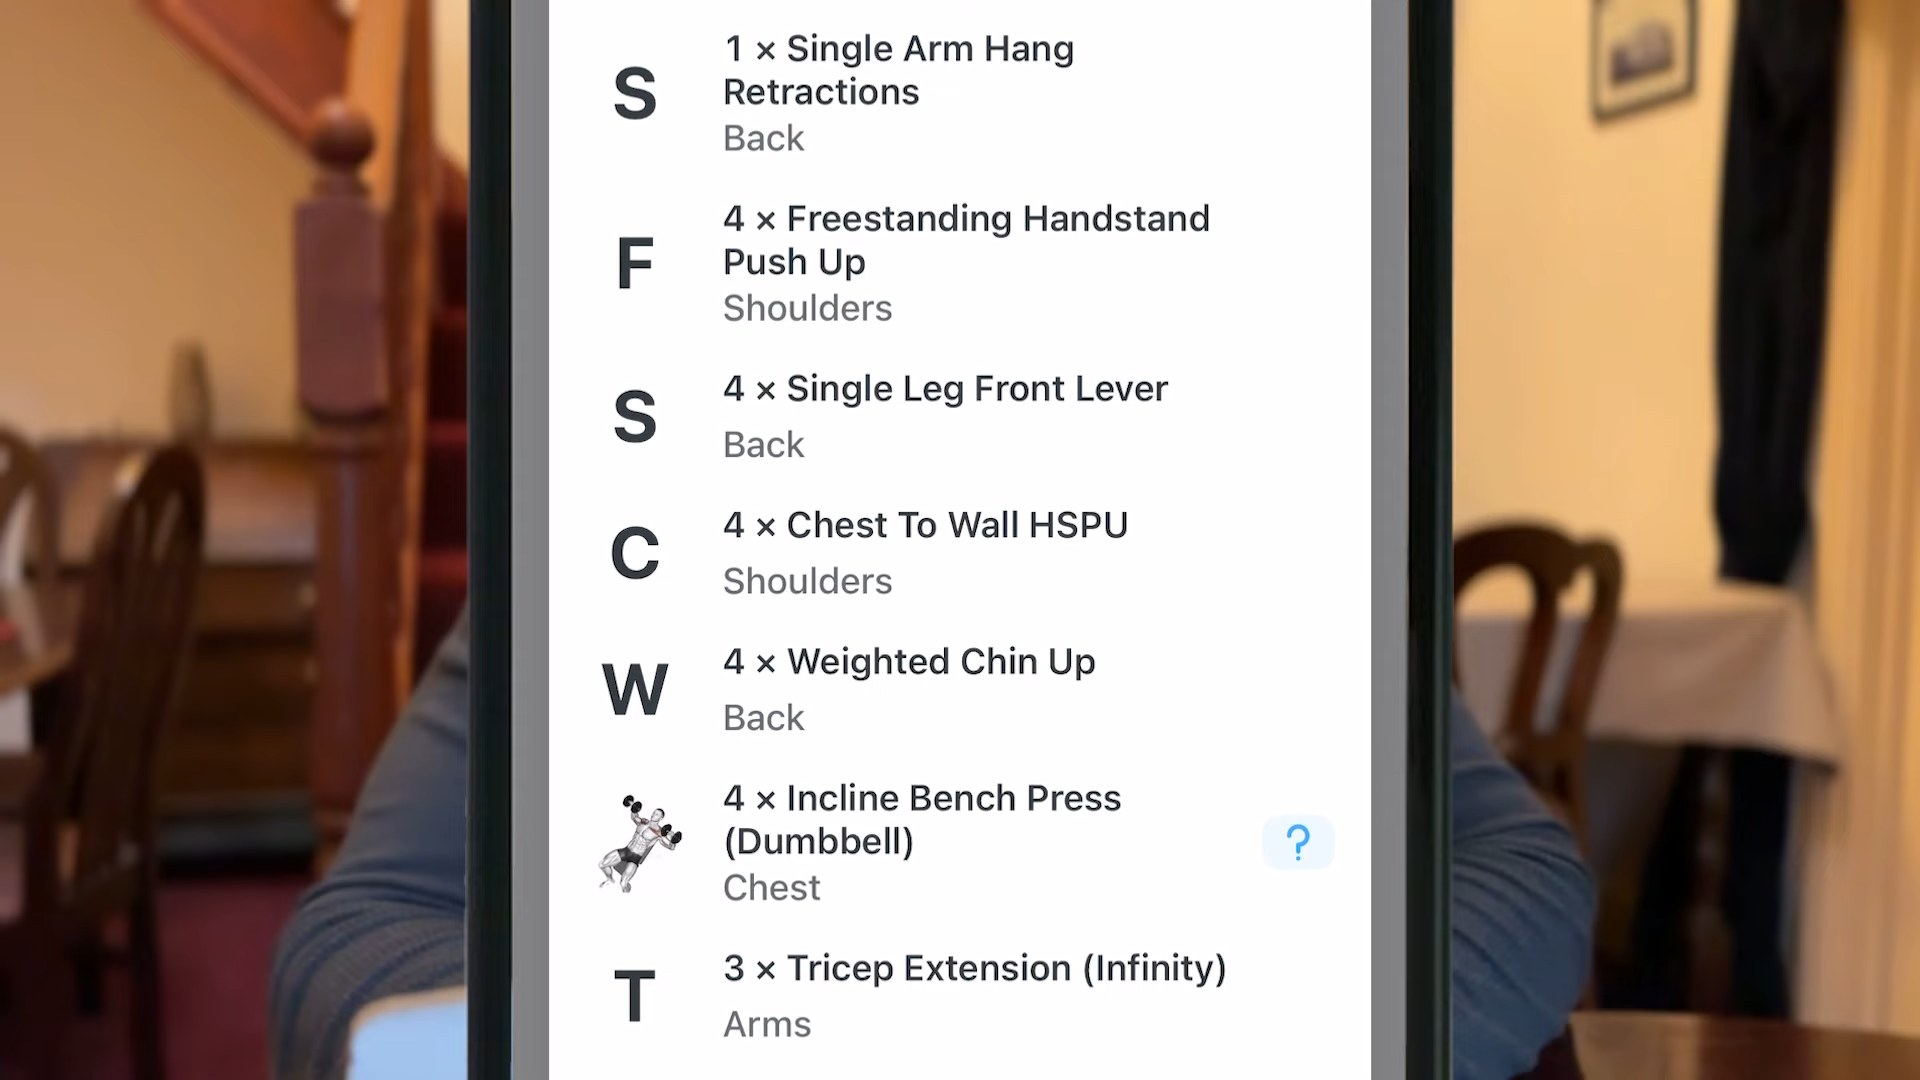 S
1 × Single Arm Hang
Retractions
Back
F
4 × Freestanding Handstand
Push Up
Shoulders
S
4 × Single Leg Front Lever
Back
C
4 × Chest To Wall HSPU
Shoulders
W
4 × Weighted Chin Up
Back
4 × Incline Bench Press
(Dumbbell)
Chest
?
T
3 × Tricep Extension (Infinity)
Arms